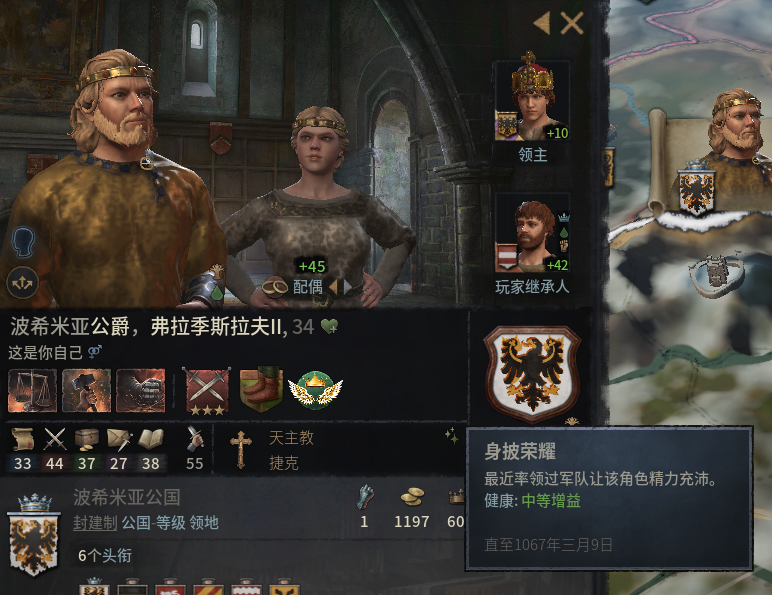 +10
领主
+42
玩家继承人
+45
配偶
波希米亚公爵，弗拉季斯拉夫II, 34
这是你自己
33 44 37 27 38 55
天主教
捷克
波希米亚公国
封建制 公国-等级 领地
1 1197 60
6个头衔
身披荣耀
最近率领过军队让该角色精力充沛。
健康: 中等增益
直至1067年三月9日